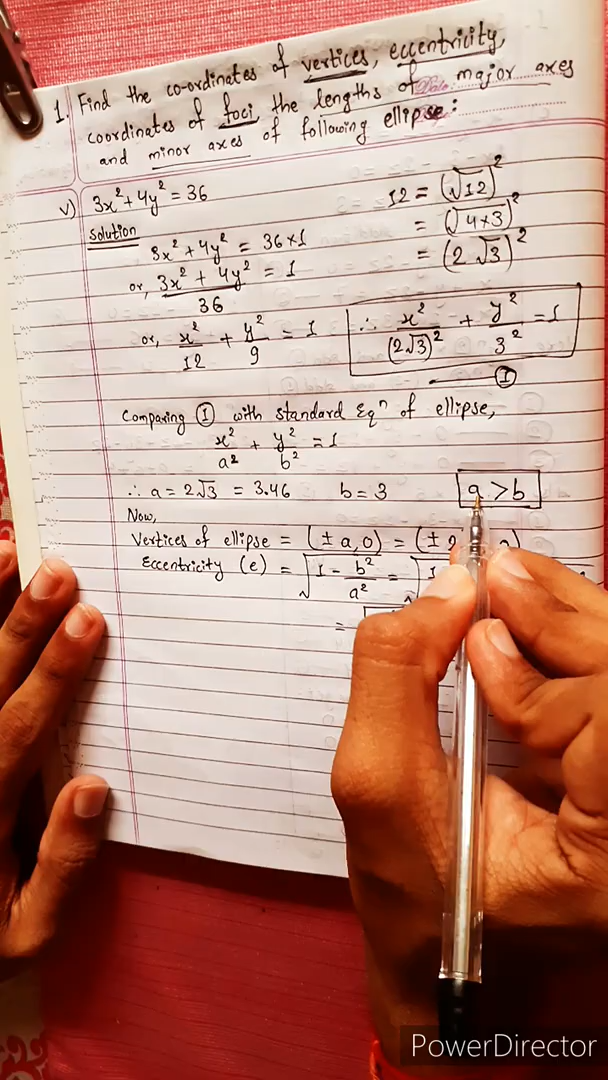 1. Find the co-ordinates of vertices, eccentricity,
coordinates of foci the lengths of major axes
and minor axes of following ellipse:
v) 3x² + 4y² = 36
solution
3x² + 4y² = 36×1
or, 3x² + 4y² / 36 = 1
or, x²/12 + y²/9 = 1
12 = (√12)²
= (√4×3)²
= (2√3)²
∴ x²/(2√3)² + y²/3² = 1
I
Comparing I with standard Eqⁿ of ellipse,
x²/a² + y²/b² = 1
∴ a = 2√3 = 3.46 b = 3 a > b
Now,
Vertices of ellipse = (± a, 0) = (±
Eccentricity (e) = √1 - b²/a² = √1
=
PowerDirector